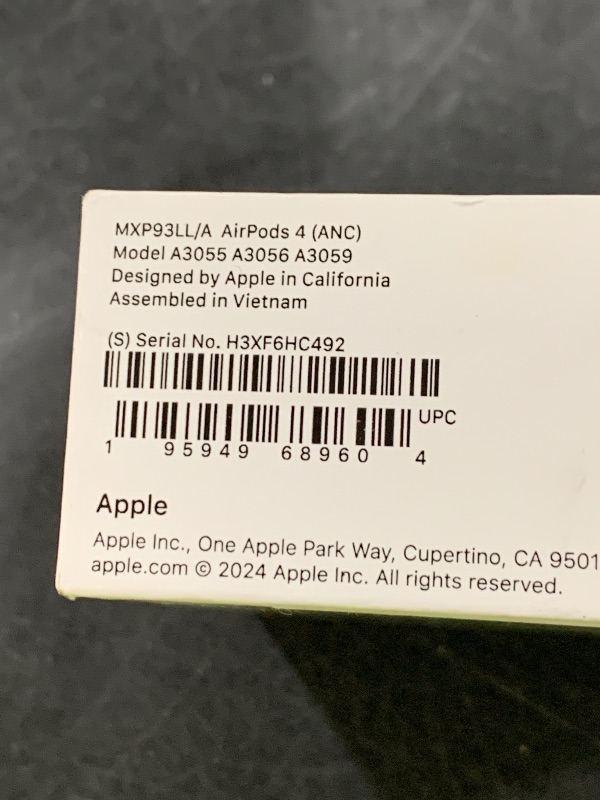 MXP93LL/A AirPods 4 (ANC)
Model A3055 A3056 A3059
Designed by Apple in California
Assembled in Vietnam
(S) Serial No. H3XF6HC492
UPC
1 95949 68960 4
Apple
Apple Inc., One Apple Park Way, Cupertino, CA 9501
apple.com © 2024 Apple Inc. All rights reserved.